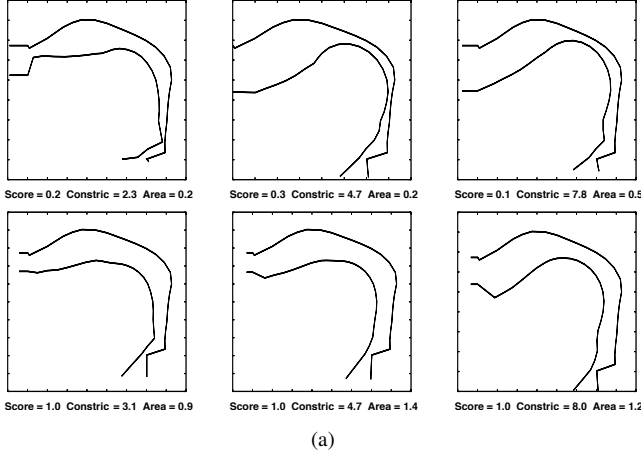 Score = 0.2 Constric = 2.3 Area = 0.2
Score = 0.3 Constric = 4.7 Area = 0.2
Score = 0.1 Constric = 7.8 Area = 0.5
Score = 1.0 Constric = 3.1 Area = 0.9
Score = 1.0 Constric = 4.7 Area = 1.4
Score = 1.0 Constric = 8.0 Area = 1.2
(a)